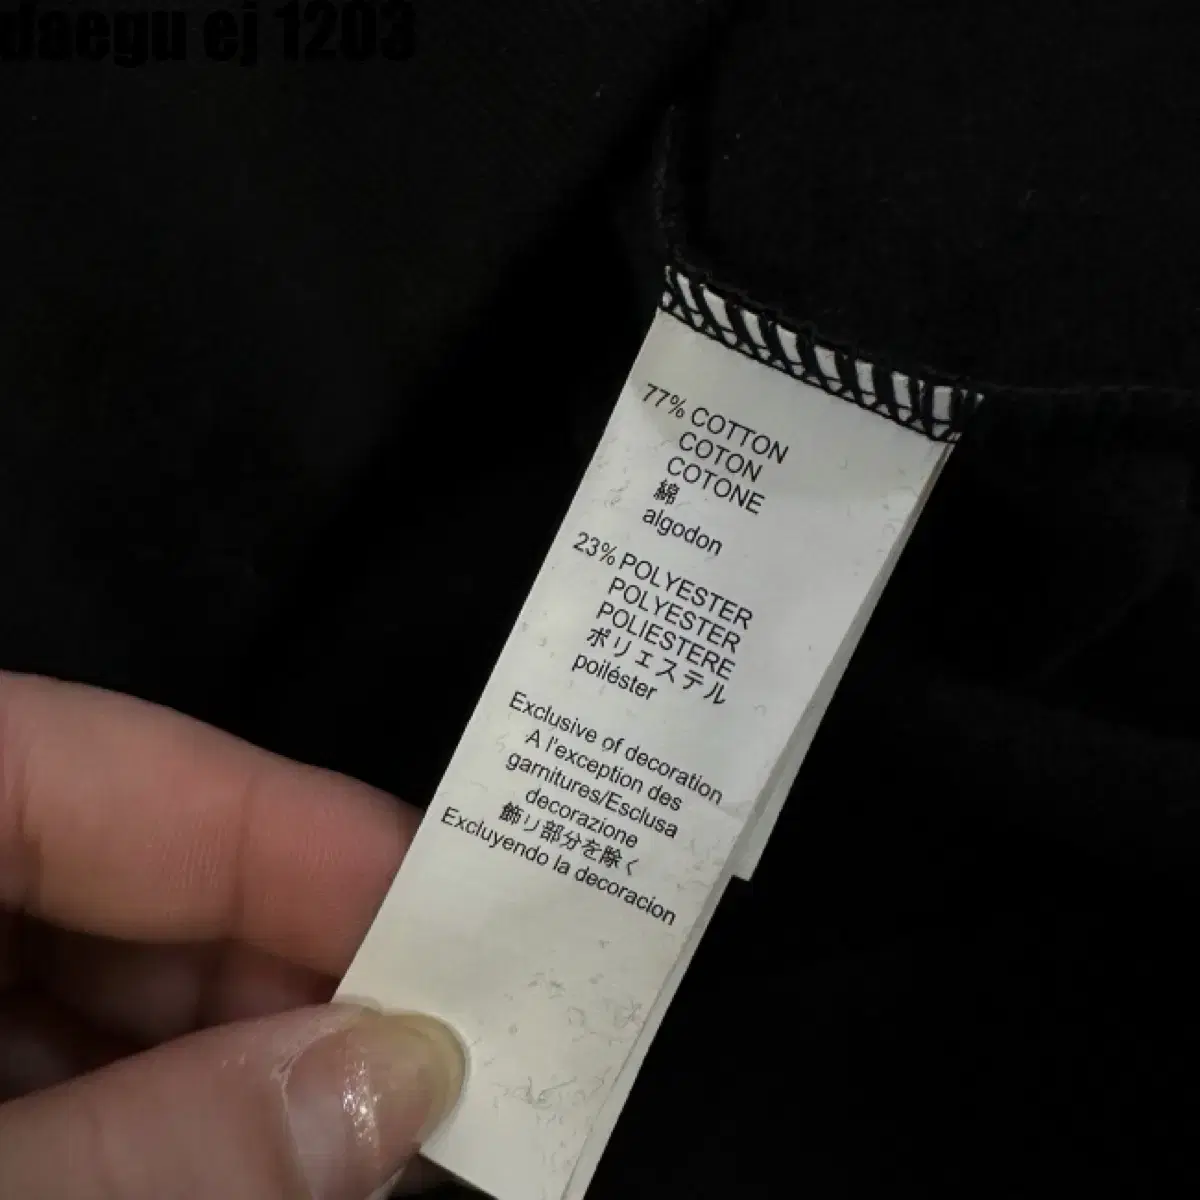 daegu ej 1203
77% COTTON
COTON
COTONE
綿
algodon
23% POLYESTER
POLYESTER
POLIESTERE
ポリエステル
poiléster
Exclusive of decoration
A l'exception des
garnitures/Esclusa
decorazione
飾り部分を除く
Excluyendo la decoracion